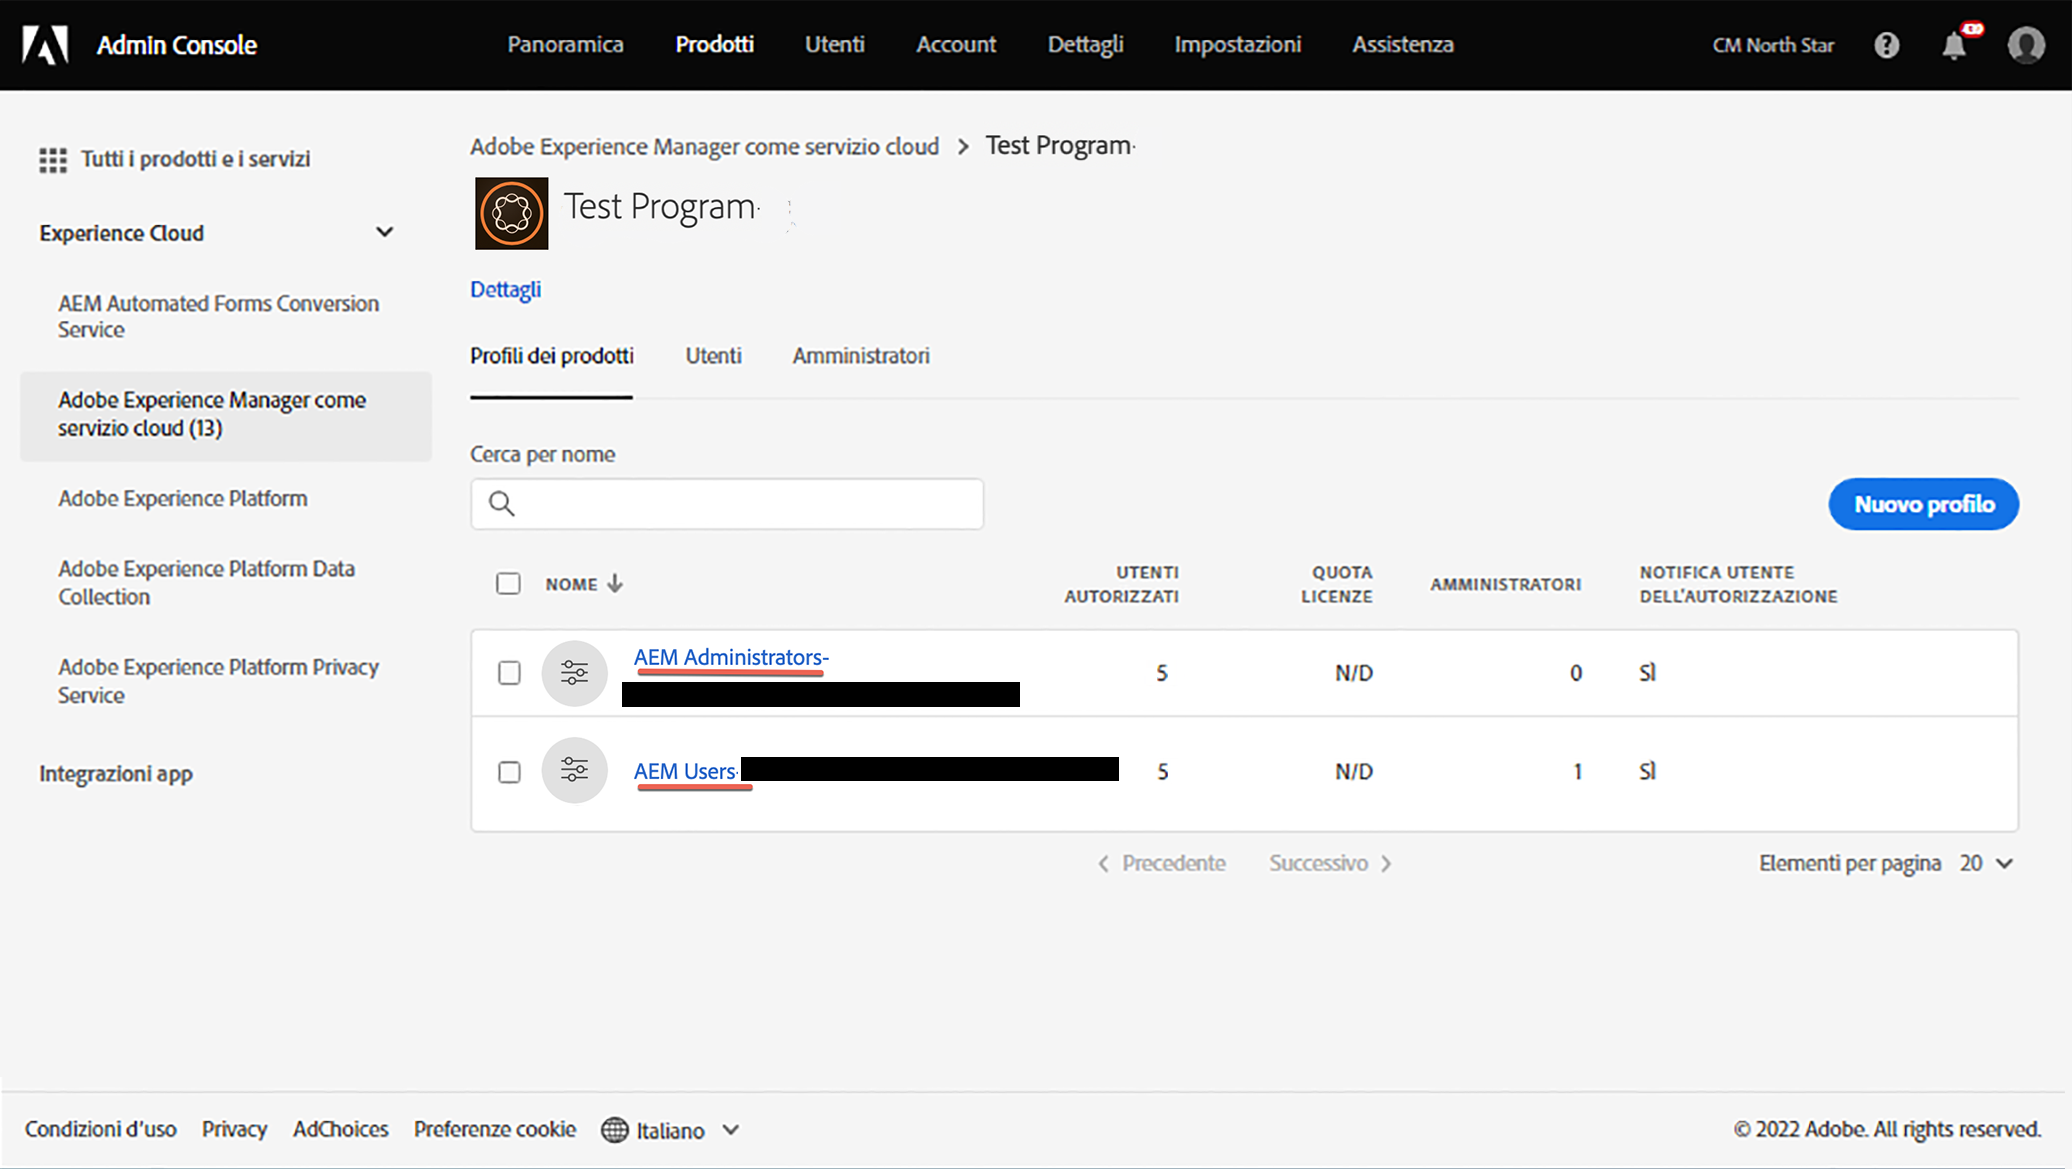 Admin Console
Panoramica
Prodotti
Utenti
Account
Dettagli
Impostazioni
Assistenza
CM North Star
Tutti i prodotti e i servizi
Experience Cloud
AEM Automated Forms Conversion
Service
Adobe Experience Manager come
servizio cloud (13)
Adobe Experience Platform
Adobe Experience Platform Data
Collection
Adobe Experience Platform Privacy
Service
Integrazioni app
Adobe Experience Manager come servizio cloud > Test Program
Test Program
Dettagli
Profili dei prodotti
Utenti
Amministratori
Cerca per nome
Nuovo profilo
NOME
UTENTI
AUTORIZZATI
QUOTA
LICENZE
AMMINISTRATORI
NOTIFICA UTENTE
DELL'AUTORIZZAZIONE
AEM Administrators-
5
N/D
0
SÌ
AEM Users
5
N/D
1
SÌ
Precedente
Successivo
Elementi per pagina 20
Condizioni d'uso
Privacy
AdChoices
Preferenze cookie
Italiano
© 2022 Adobe. All rights reserved.